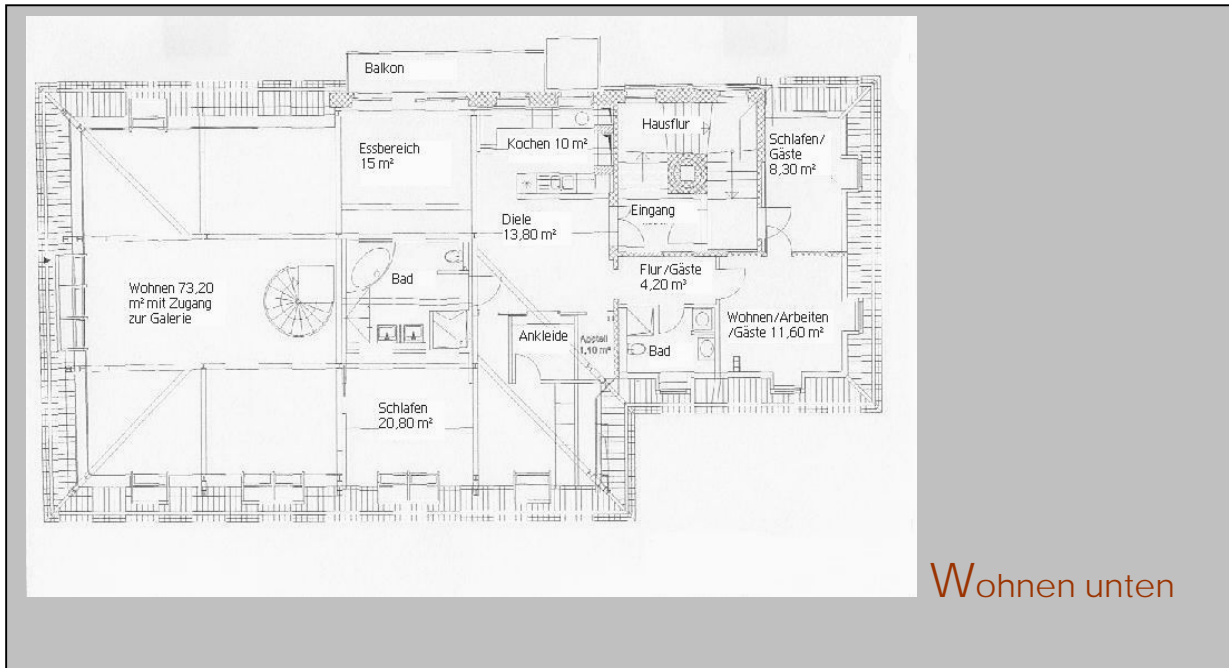 Balkon
Hausflur
Essbereich
15 m²
Kochen 10 m²
Schlafen/
Gäste
8,30 m²
Eingang
Diele
13,80 m²
Flur/Gäste
4,20 m³
Bad
Wohnen 73,20
m² mit Zugang
zur Galerie
Wohnen/Arbeiten
/Gäste 11,60 m²
Ankleide
Abstell
1,10 m²
Bad
Schlafen
20,80 m²
Wohnen unten